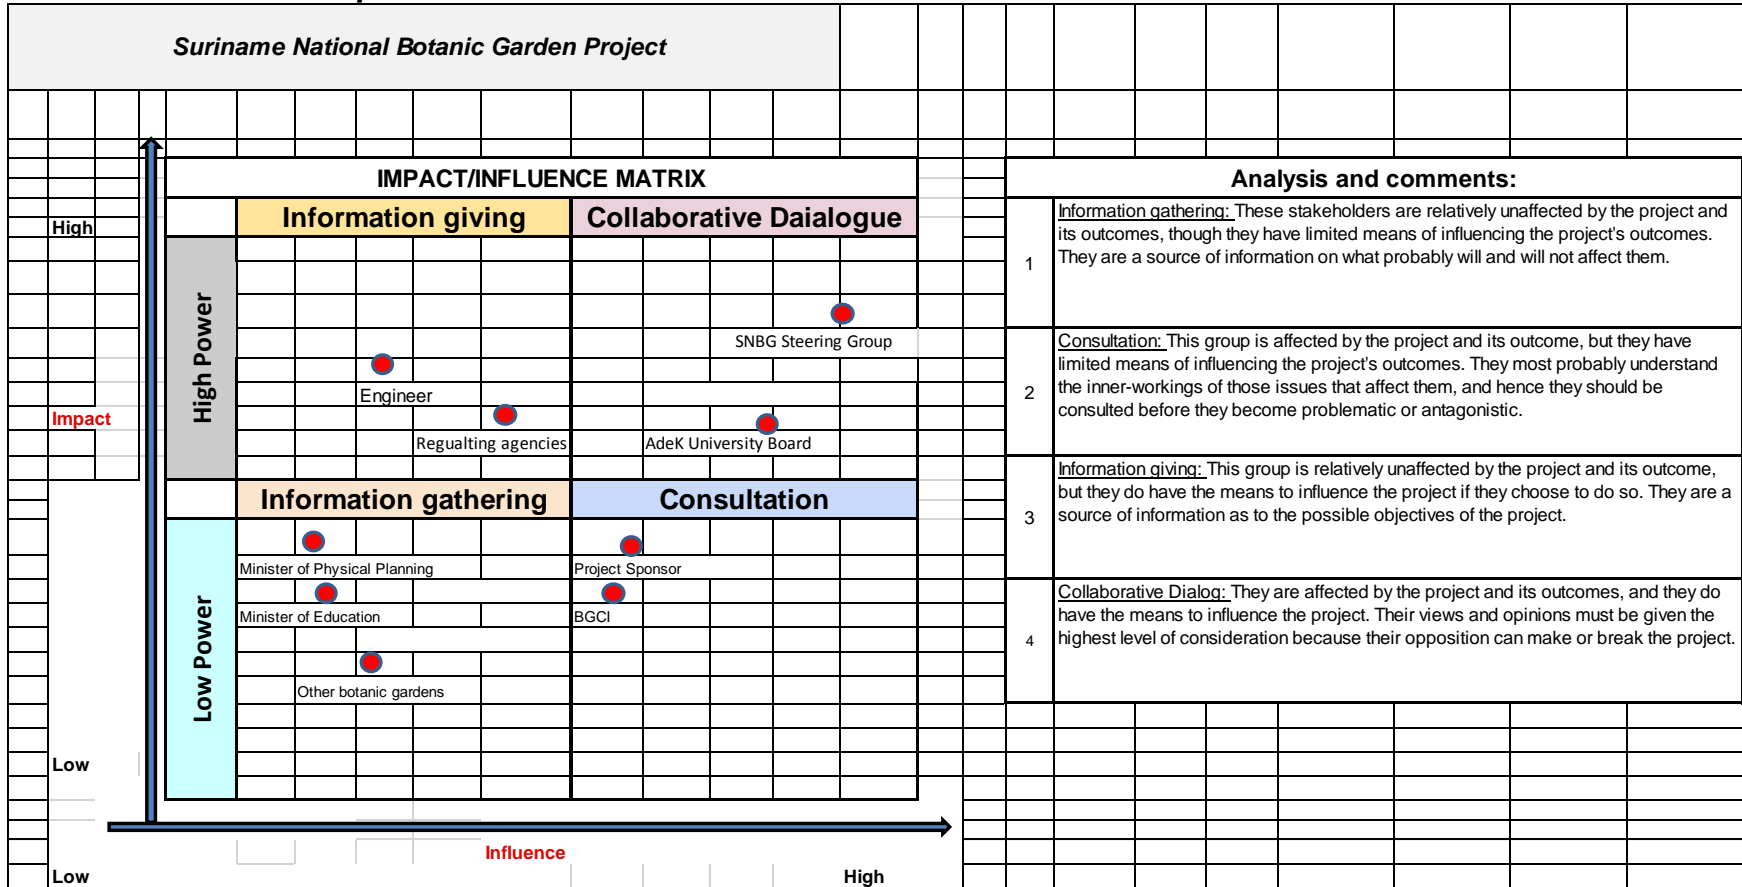 Suriname National Botanic Garden Project
IMPACT/INFLUENCE MATRIX
Information giving
Collaborative Daialogue
High
High Power
SNBG Steering Group
Engineer
Impact
Regualting agencies
AdeK University Board
Information gathering
Consultation
Low Power
Minister of Physical Planning
Project Sponsor
Minister of Education
BGCI
Other botanic gardens
Low
Influence
Low
High
Analysis and comments:
1
Information gathering: These stakeholders are relatively unaffected by the project and
its outcomes, though they have limited means of influencing the project's outcomes.
They are a source of information on what probably will and will not affect them.
2
Consultation: This group is affected by the project and its outcome, but they have
limited means of influencing the project's outcomes. They most probably understand
the inner-workings of those issues that affect them, and hence they should be
consulted before they become problematic or antagonistic.
3
Information giving: This group is relatively unaffected by the project and its outcome,
but they do have the means to influence the project if they choose to do so. They are a
source of information as to the possible objectives of the project.
4
Collaborative Dialog: They are affected by the project and its outcomes, and they do
have the means to influence the project. Their views and opinions must be given the
highest level of consideration because their opposition can make or break the project.